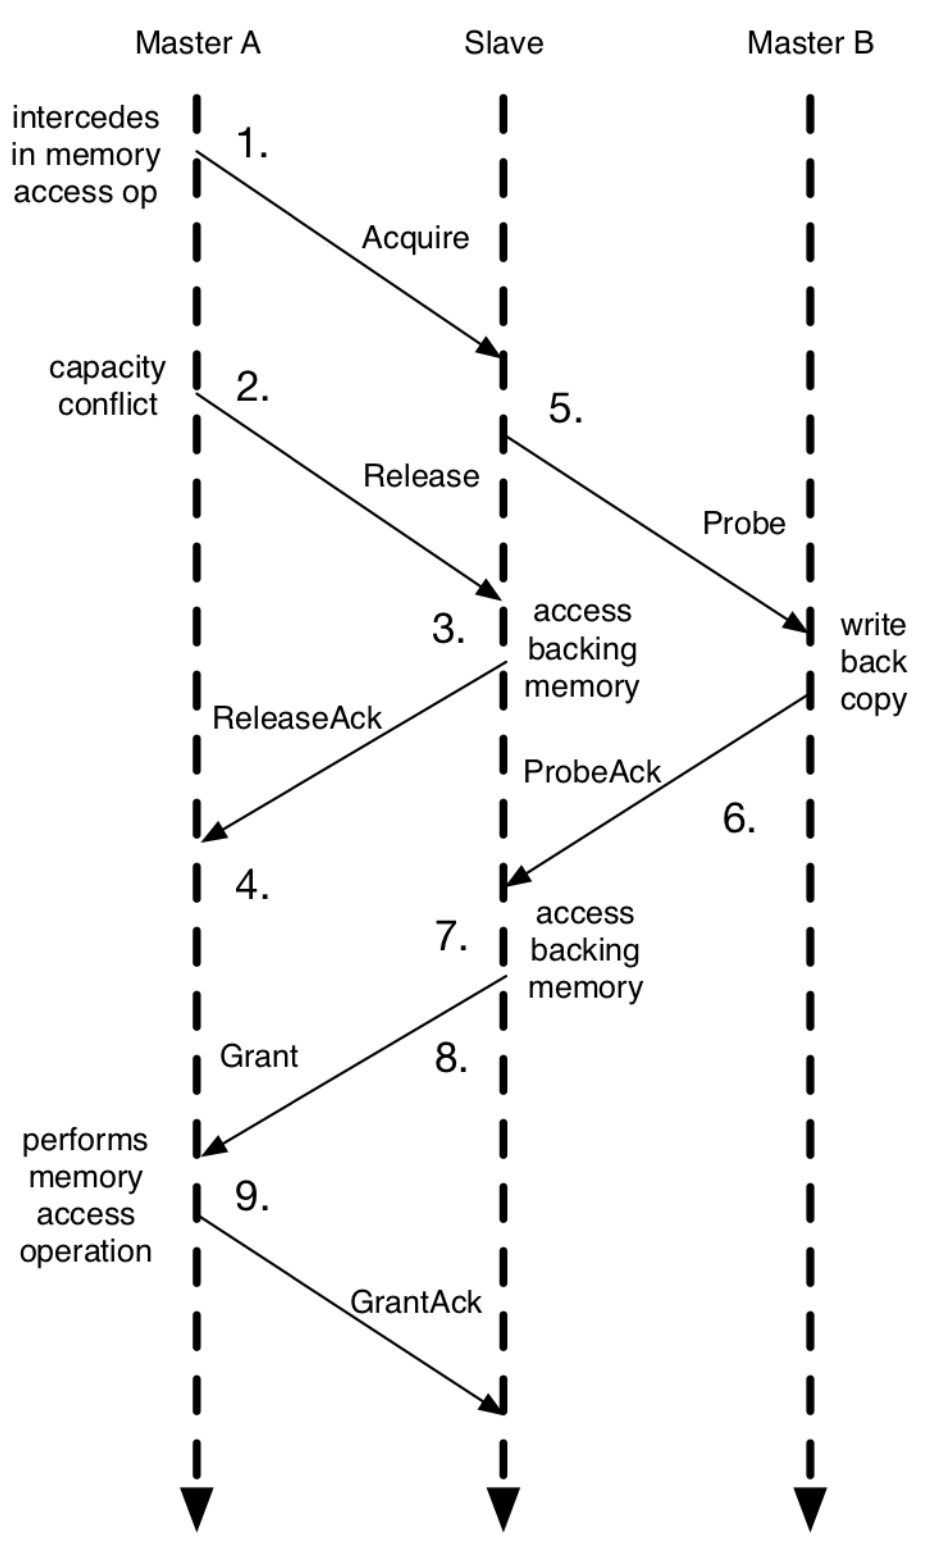 Master A
Slave
Master B
intercedes
in memory
access op
1.
Acquire
capacity
conflict
2.
5.
Release
Probe
3.
access
backing
memory
write
back
copy
ReleaseAck
ProbeAck
6.
4.
7.
access
backing
memory
Grant
8.
performs
memory
access
operation
9.
GrantAck